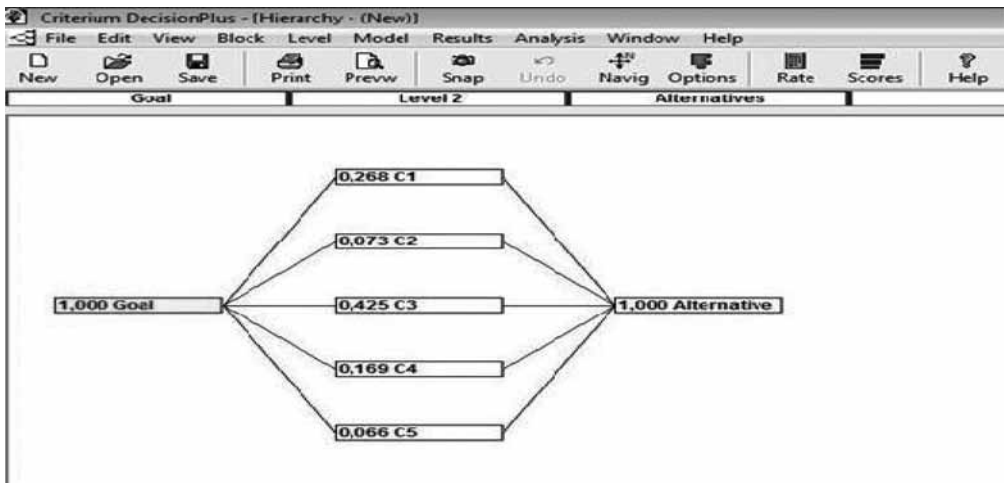 Criterium DecisionPlus - [Hierarchy - (New)]
File Edit View Block Level Model Results Analysis Window Help
New Open Save Print Prevw Snap Undo Navig Options Rate Scores Help
Goal Level 2 Alternatives
0,268 C1
0,073 C2
1,000 Goal 0,425 C3 1,000 Alternative
0,169 C4
0,066 C5